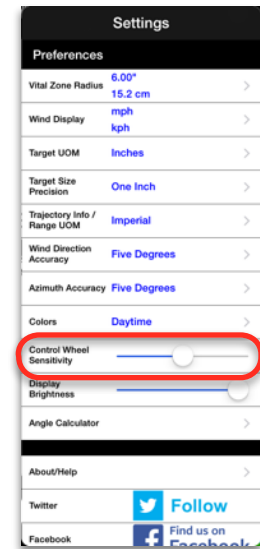 Settings
Preferences
Vital Zone Radius
6.00"
15.2 cm
Wind Display
mph
kph
Target UOM
Inches
Target Size
Precision
One Inch
Trajectory Info /
Range UOM
Imperial
Wind Direction
Accuracy
Five Degrees
Azimuth Accuracy
Five Degrees
Colors
Daytime
Control Wheel
Sensitivity
Display
Brightness
Angle Calculator
About/Help
Twitter
Follow
Facebook
Find us on
Facebook